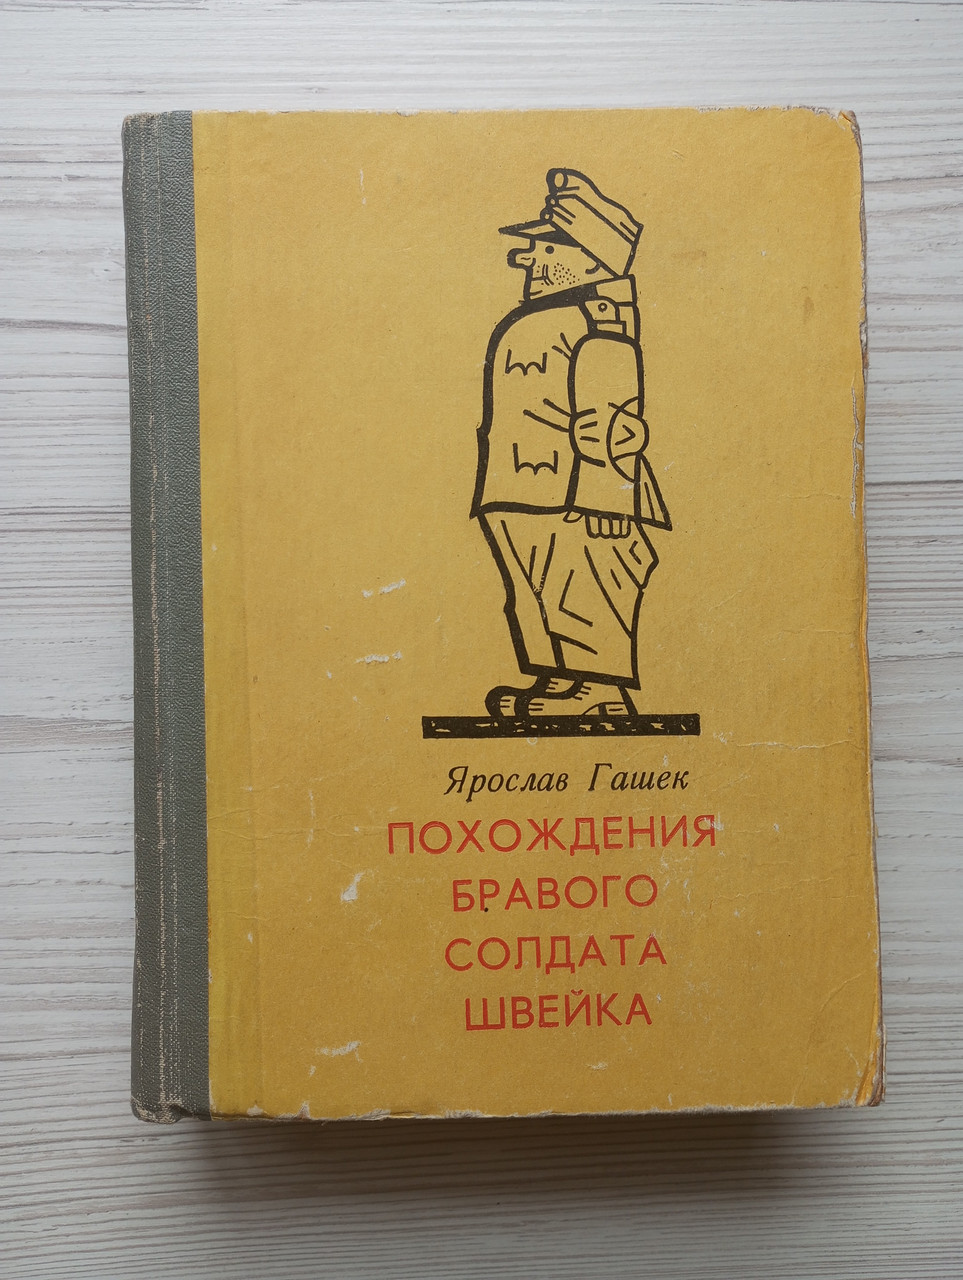 Ярослав Гашек
ПОХОЖДЕНИЯ
БРАВОГО
СОЛДАТА
ШВЕЙКА